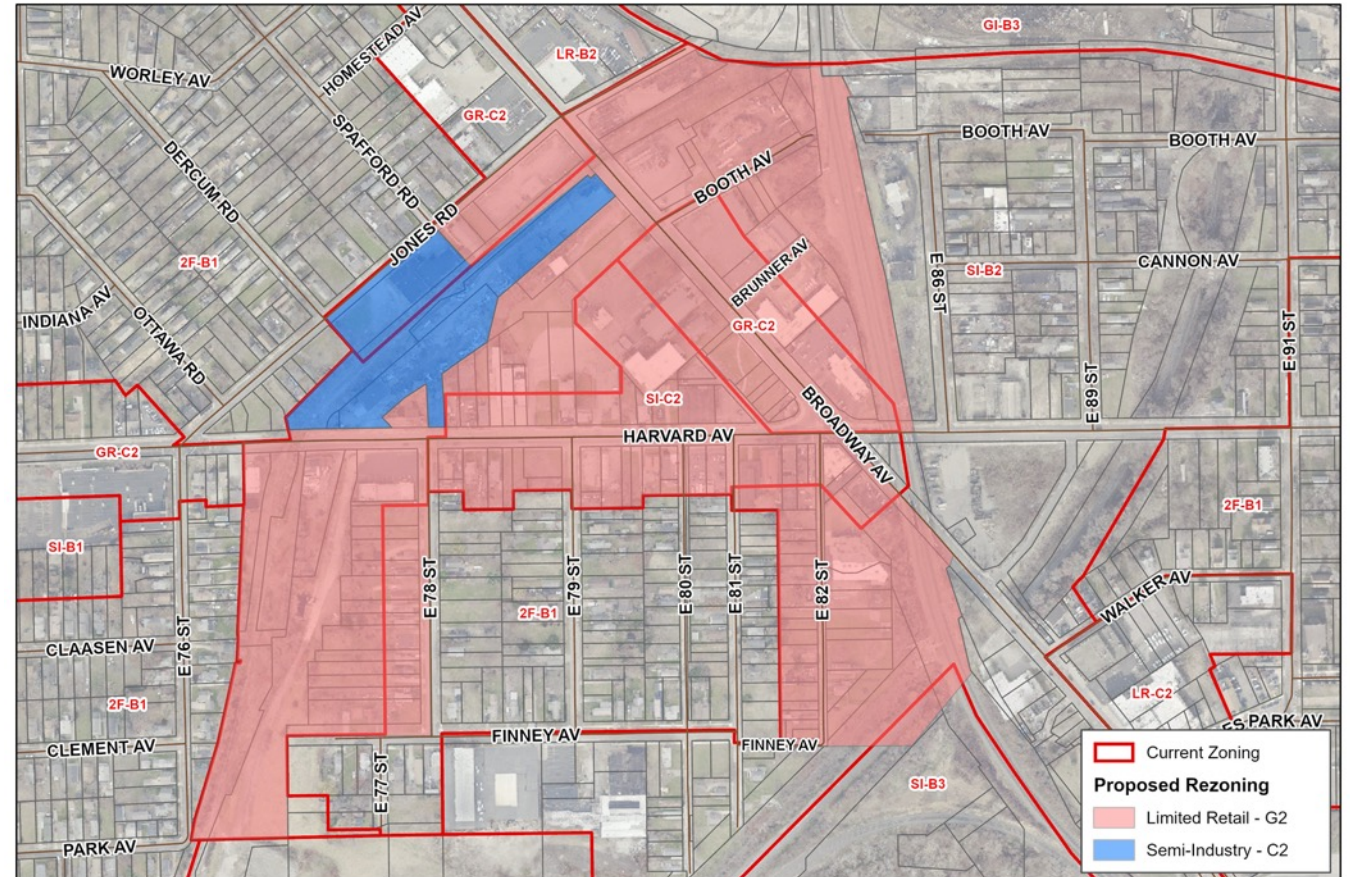 GI-B3
HOMESTEAD AV
LR-B2
WORLEY AV
GR-C2
SPAFFORD RD
BOOTH AV
BOOTH AV
DERCUM RD
BOOTH AV
JONES RD
2F-B1
BRUNNER AV
E 86 ST
SI-B2
CANNON AV
INDIANA AV
OTTAWA RD
GR-C2
E 91 ST
E 89 ST
SI-C2
BROADWAY AV
HARVARD AV
GR-C2
2F-B1
SI-B1
E 76 ST
E 78 ST
2F-B1
E 79 ST
E 80 ST
E 81 ST
E 82 ST
WALKER AV
CLAASEN AV
2F-B1
LR-C2
CLEMENT AV
FINNEY AV
FINNEY AV
ES PARK AV
E 77 ST
SI-B3
PARK AV
Current Zoning
Proposed Rezoning
Limited Retail - G2
Semi-Industry - C2